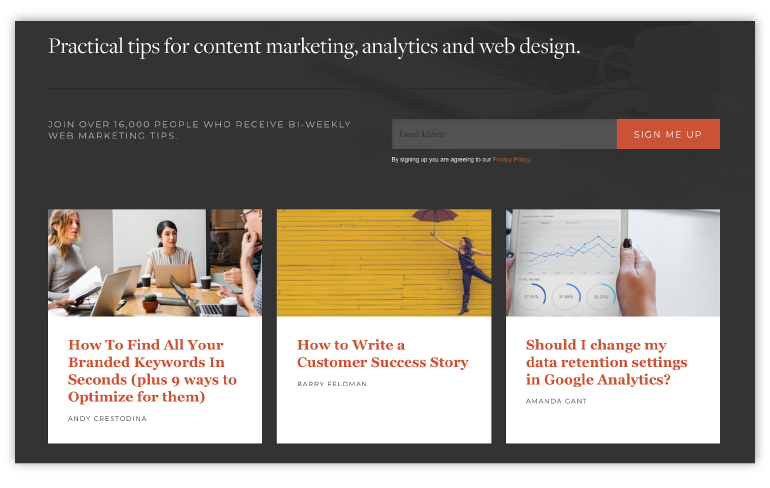 Practical tips for content marketing, analytics and web design.
JOIN OVER 16,000 PEOPLE WHO RECEIVE BI-WEEKLY
WEB MARKETING TIPS.
Email Address
SIGN ME UP
By signing up you are agreeing to our Privacy Policy.
How To Find All Your
Branded Keywords In
Seconds (plus 9 ways to
Optimize for them)
ANDY CRESTODINA
How to Write a
Customer Success Story
BARRY FELDMAN
Should I change my
data retention settings
in Google Analytics?
AMANDA GANT